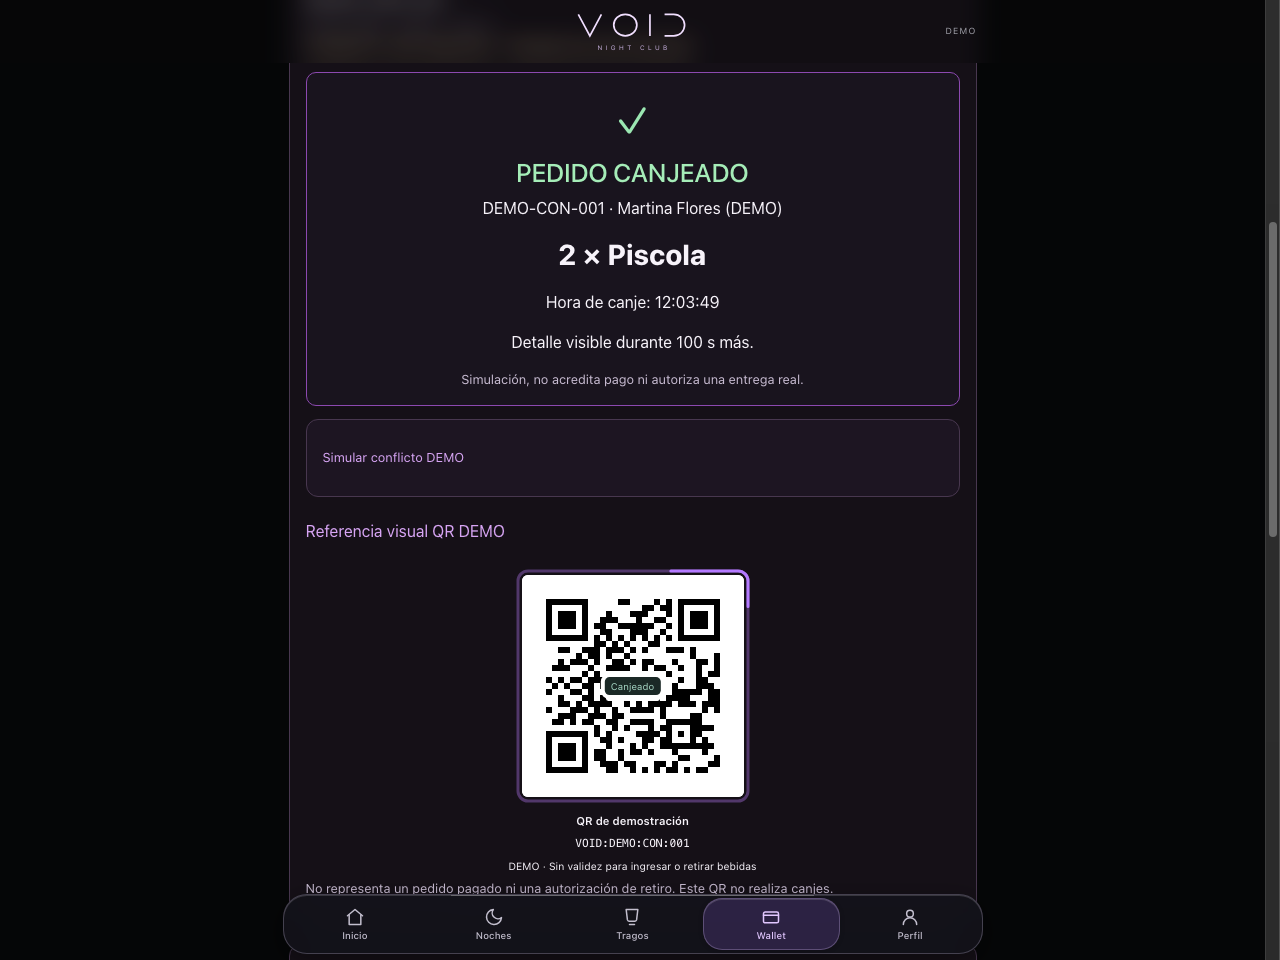 VOID
NIGHT CLUB
DEMO
PEDIDO CANJEADO
DEMO-CON-001 · Martina Flores (DEMO)
2 × Piscola
Hora de canje: 12:03:49
Detalle visible durante 100 s más.
Simulación, no acredita pago ni autoriza una entrega real.
Simular conflicto DEMO
Referencia visual QR DEMO
Canjeado
QR de demostración
VOID:DEMO:CON:001
DEMO · Sin validez para ingresar o retirar bebidas
No representa un pedido pagado ni una autorización de retiro. Este QR no realiza canjes.
Inicio
Noches
Tragos
Wallet
Perfil